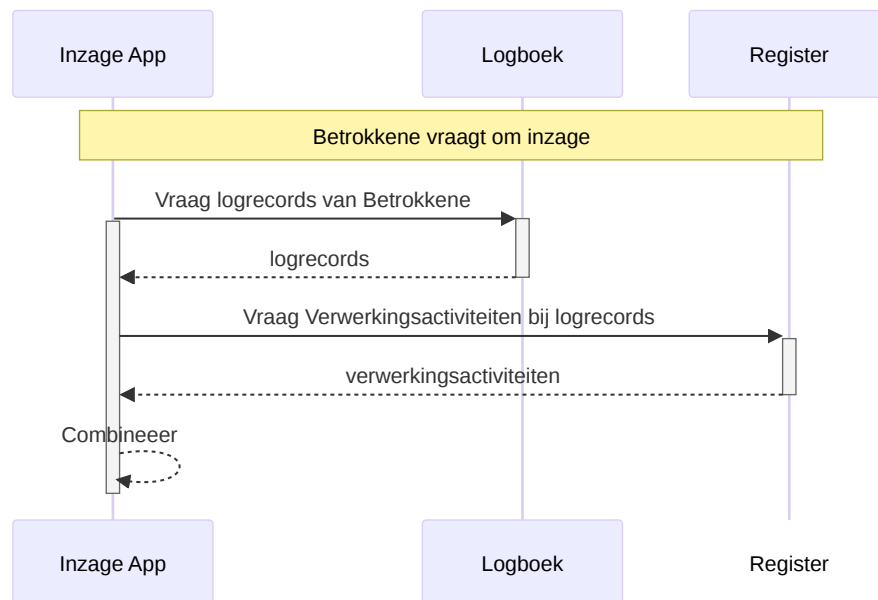 Inzage App
Logboek
Register
Betrokkene vraagt om inzage
Vraag logrecords van Betrokkene
logrecords
Vraag Verwerkingsactiviteiten bij logrecords
verwerkingsactiviteiten
Combineeer
Inzage App
Logboek
Register